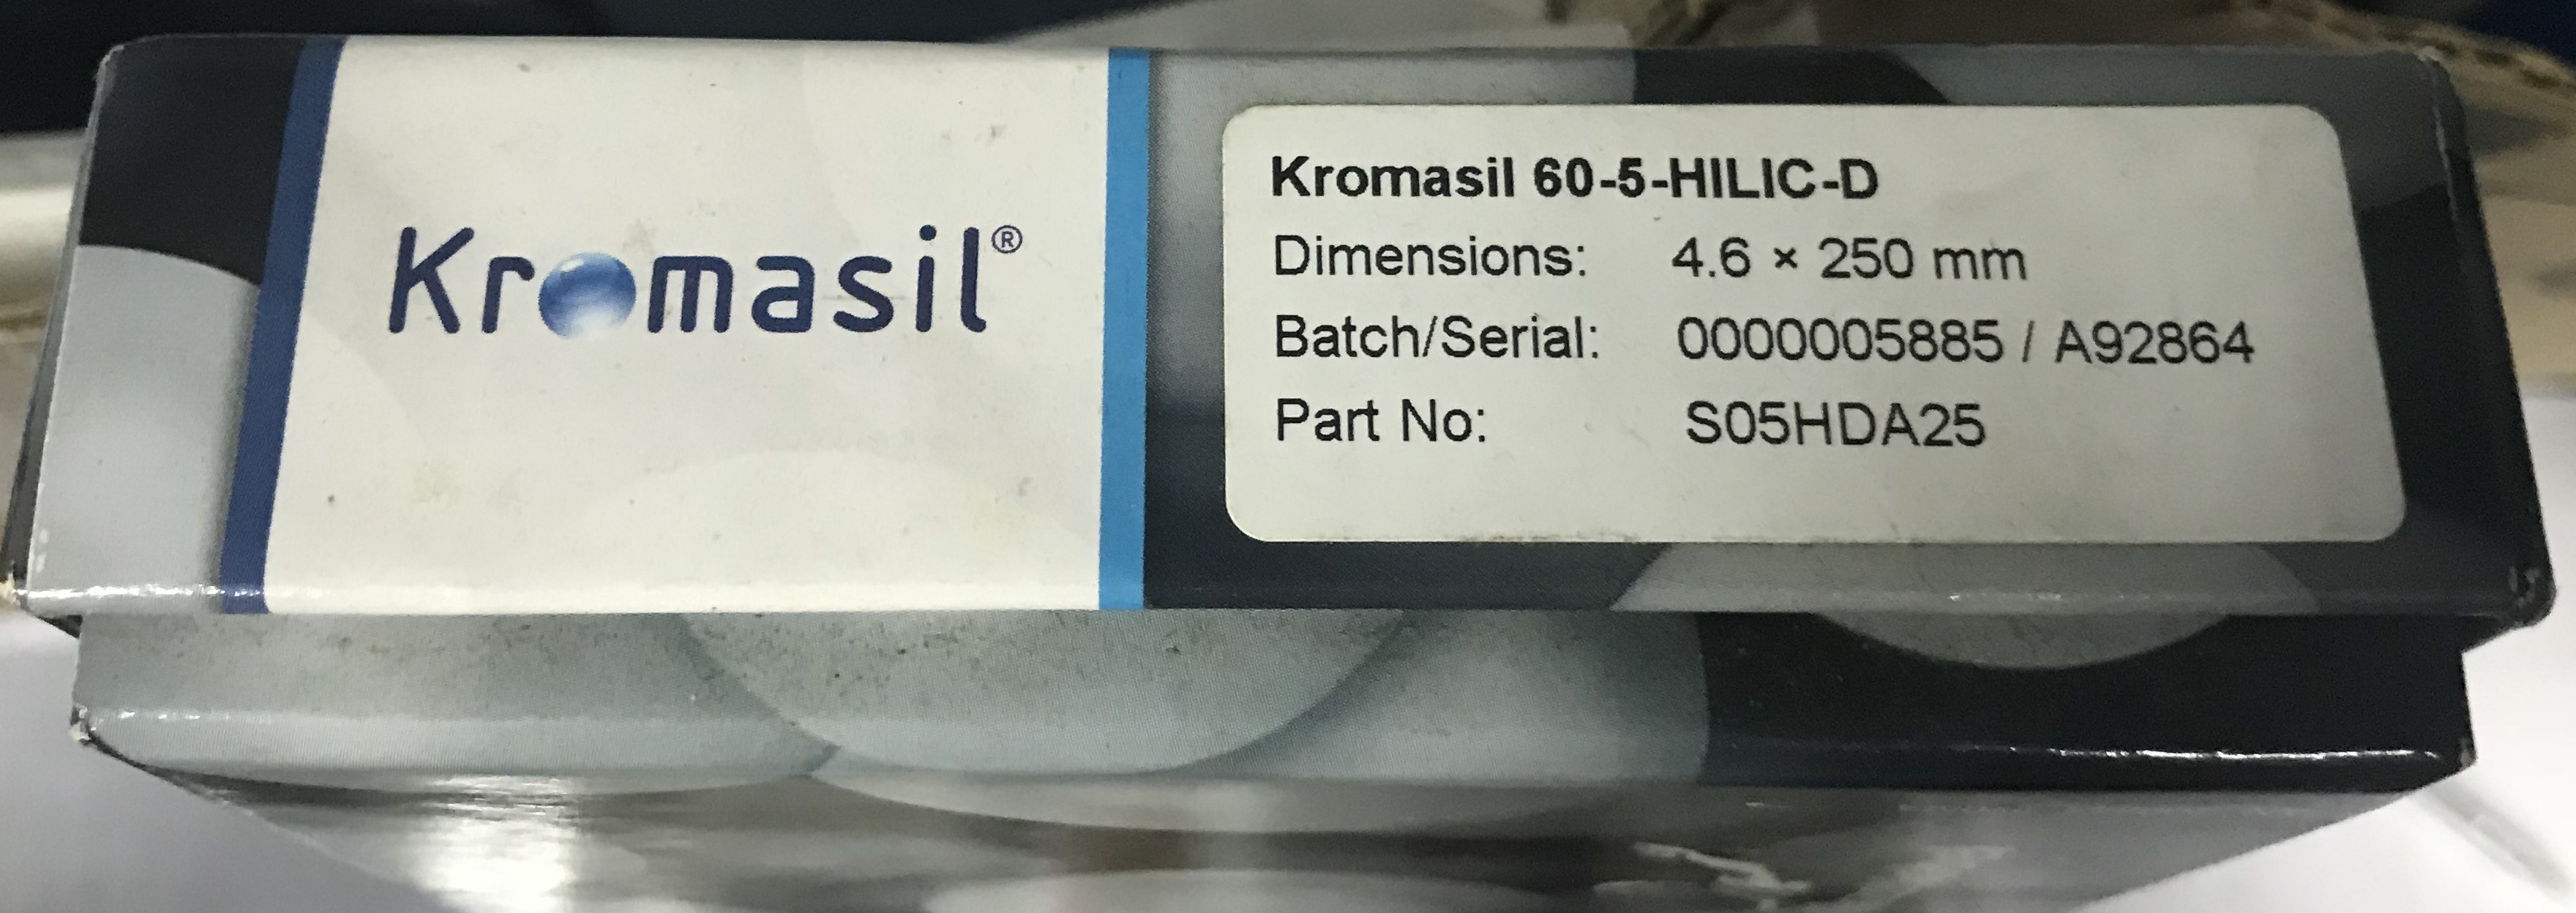 Kromasil®
Kromasil 60-5-HILIC-D
Dimensions: 4.6 × 250 mm
Batch/Serial: 0000005885 / A92864
Part No: S05HDA25